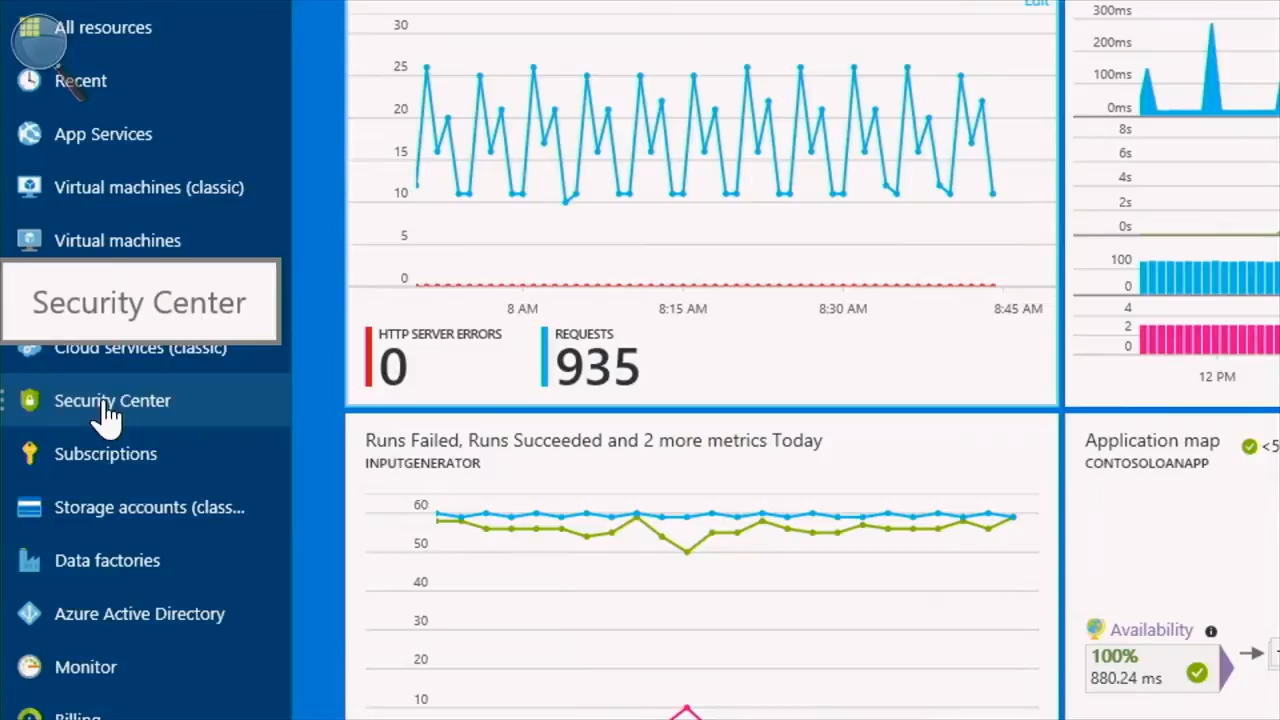 All resources
Recent
App Services
Virtual machines (classic)
Virtual machines
Security Center
Cloud services (classic)
Security Center
Subscriptions
Storage accounts (class...
Data factories
Azure Active Directory
Monitor
Billing
Edit
30
25
20
15
10
5
0
8 AM
8:15 AM
8:30 AM
8:45 AM
HTTP SERVER ERRORS
0
REQUESTS
935
Runs Failed, Runs Succeeded and 2 more metrics Today
INPUTGENERATOR
60
50
40
30
20
10
300ms
200ms
100ms
0ms
8s
6s
4s
2s
0s
100
0
4
2
0
12 PM
Application map
<5
CONTOSOLOANAPP
Availability
100%
880.24 ms